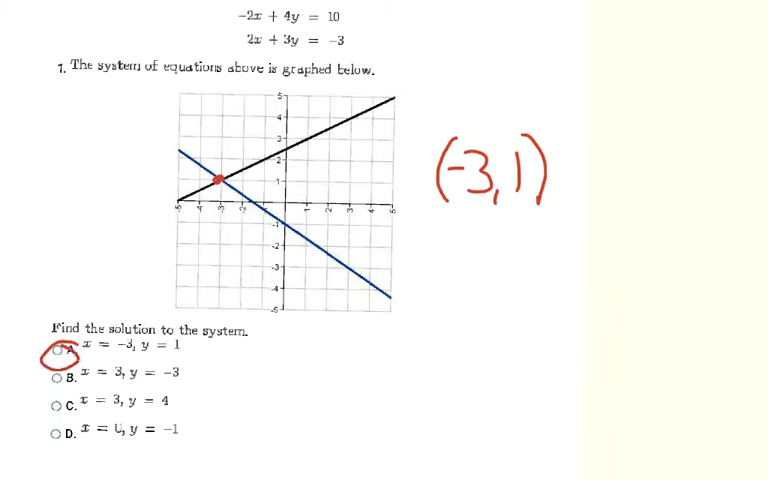 -2x + 4y = 10
2x + 3y = -3
1. The system of equations above is graphed below.
5
4
3
2
1
-5 -4 -3 -2 -1 1 2 3 4 5
-1
-2
-3
-4
-5
(-3,1)
Find the solution to the system.
A. x = -3, y = 1
B. x = 3, y = -3
C. x = 3, y = 4
D. x = 0, y = -1